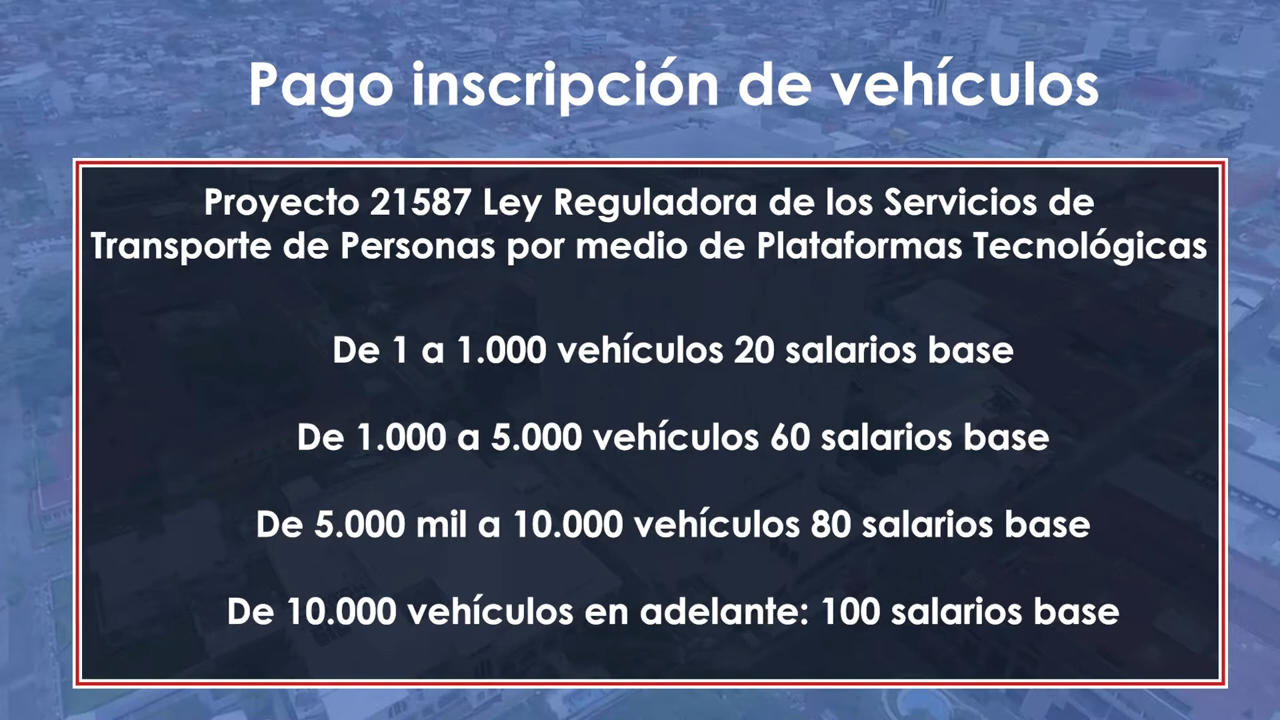 Pago inscripción de vehículos
Proyecto 21587 Ley Reguladora de los Servicios de
Transporte de Personas por medio de Plataformas Tecnológicas
De 1 a 1.000 vehículos 20 salarios base
De 1.000 a 5.000 vehículos 60 salarios base
De 5.000 mil a 10.000 vehículos 80 salarios base
De 10.000 vehículos en adelante: 100 salarios base